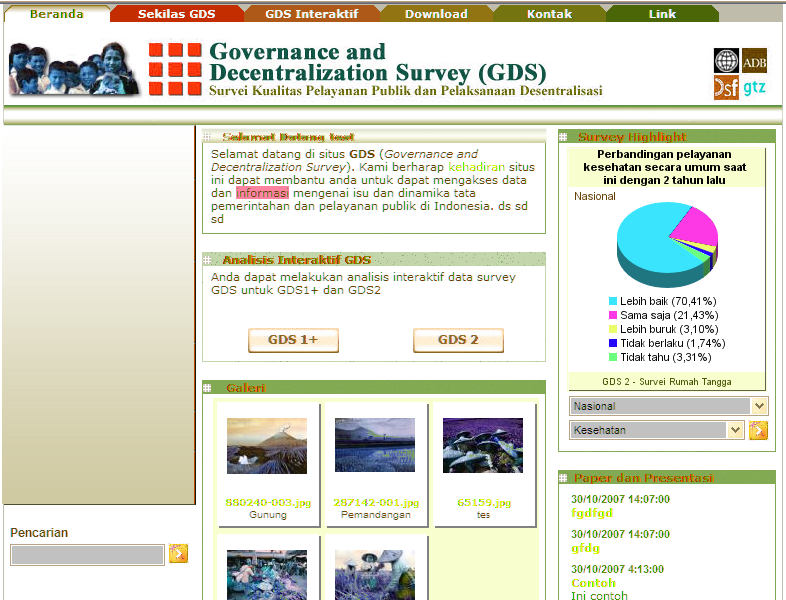 Beranda
Sekilas GDS
GDS Interaktif
Download
Kontak
Link
Governance and
Decentralization Survey (GDS)
Survei Kualitas Pelayanan Publik dan Pelaksanaan Desentralisasi
ADB
dsf
gtz
Pencarian
Selamat Datang test
Selamat datang di situs GDS (Governance and
Decentralization Survey). Kami berharap kehadiran situs
ini dapat membantu anda untuk dapat mengakses data
dan informasi mengenai isu dan dinamika tata
pemerintahan dan pelayanan publik di Indonesia. ds sd
sd
Analisis Interaktif GDS
Anda dapat melakukan analisis interaktif data survey
GDS untuk GDS1+ dan GDS2
GDS 1+
GDS 2
Galeri
880240-003.jpg
Gunung
287142-001.jpg
Pemandangan
65159.jpg
tes
Survey Highlight
Perbandingan pelayanan
kesehatan secara umum saat
ini dengan 2 tahun lalu
Nasional
Lebih baik (70,41%)
Sama saja (21,43%)
Lebih buruk (3,10%)
Tidak berlaku (1,74%)
Tidak tahu (3,31%)
GDS 2 - Survei Rumah Tangga
Nasional
Kesehatan
Paper dan Presentasi
30/10/2007 14:07:00
fgdfgd
30/10/2007 14:07:00
gfdg
30/10/2007 4:13:00
Contoh
Ini contoh